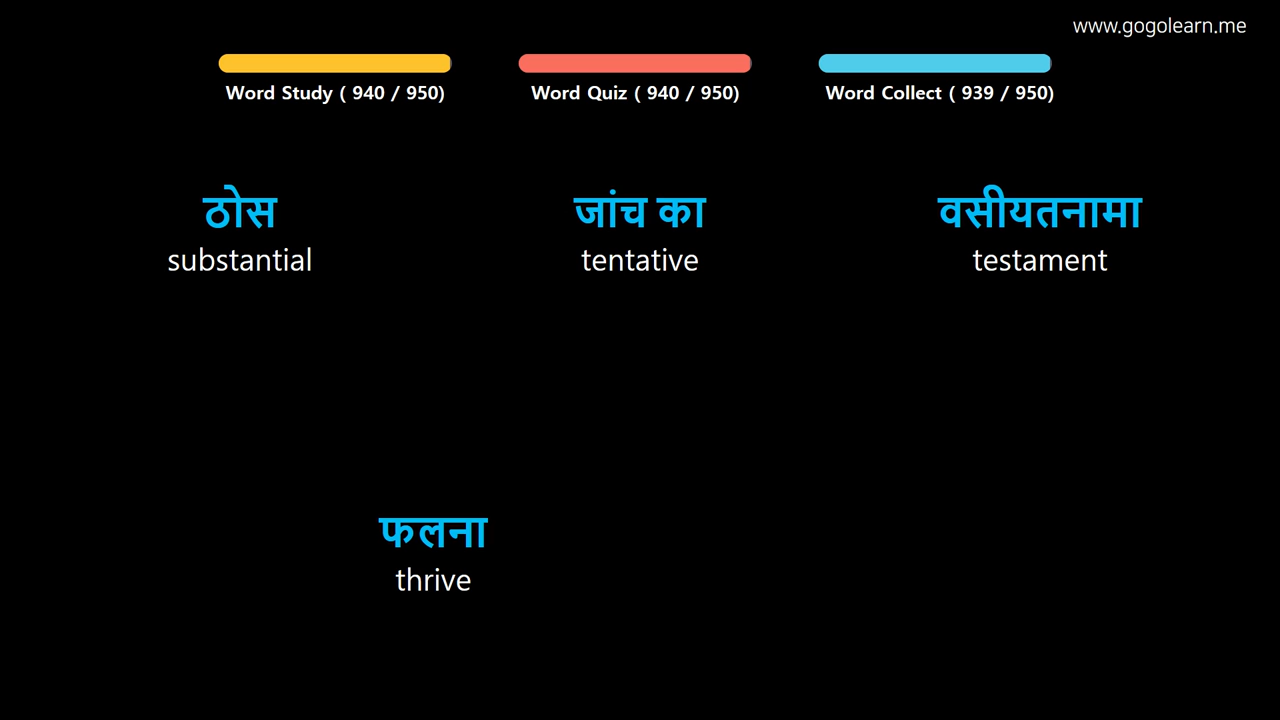 www.gogolearn.me
Word Study ( 940 / 950) Word Quiz ( 940 / 950) Word Collect ( 939 / 950)
ठोस जांच का वसीयतनामा
substantial tentative testament
फलना
thrive